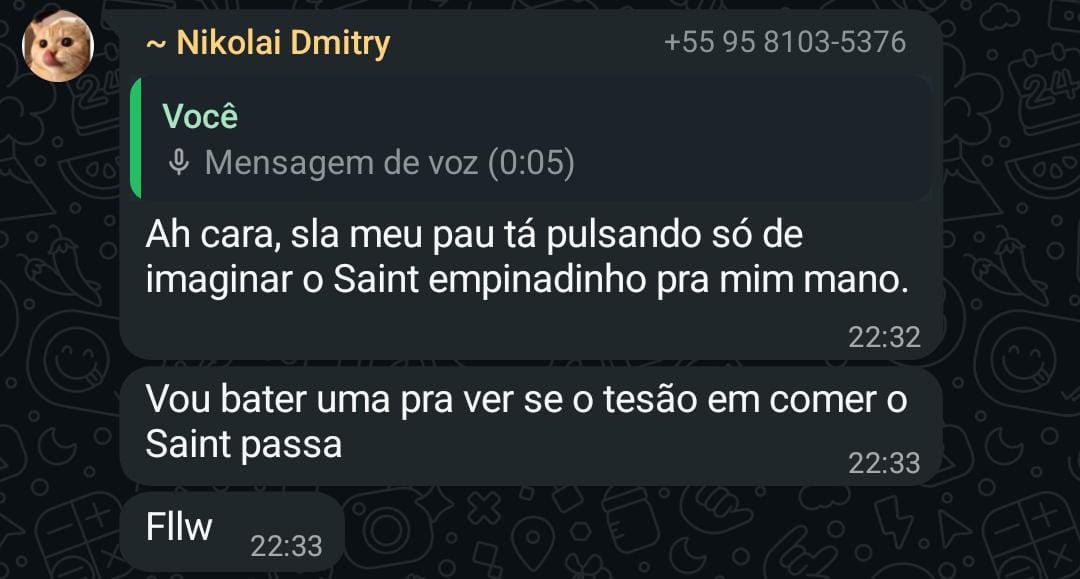 ~ Nikolai Dmitry +55 95 8103-5376
Você
Mensagem de voz (0:05)
Ah cara, sla meu pau tá pulsando só de
imaginar o Saint empinadinho pra mim mano.
22:32
Vou bater uma pra ver se o tesão em comer o
Saint passa
22:33
Fllw 22:33